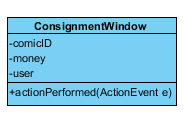 ConsignmentWindow
-comicID
-money
-user
+actionPerformed(ActionEvent e)